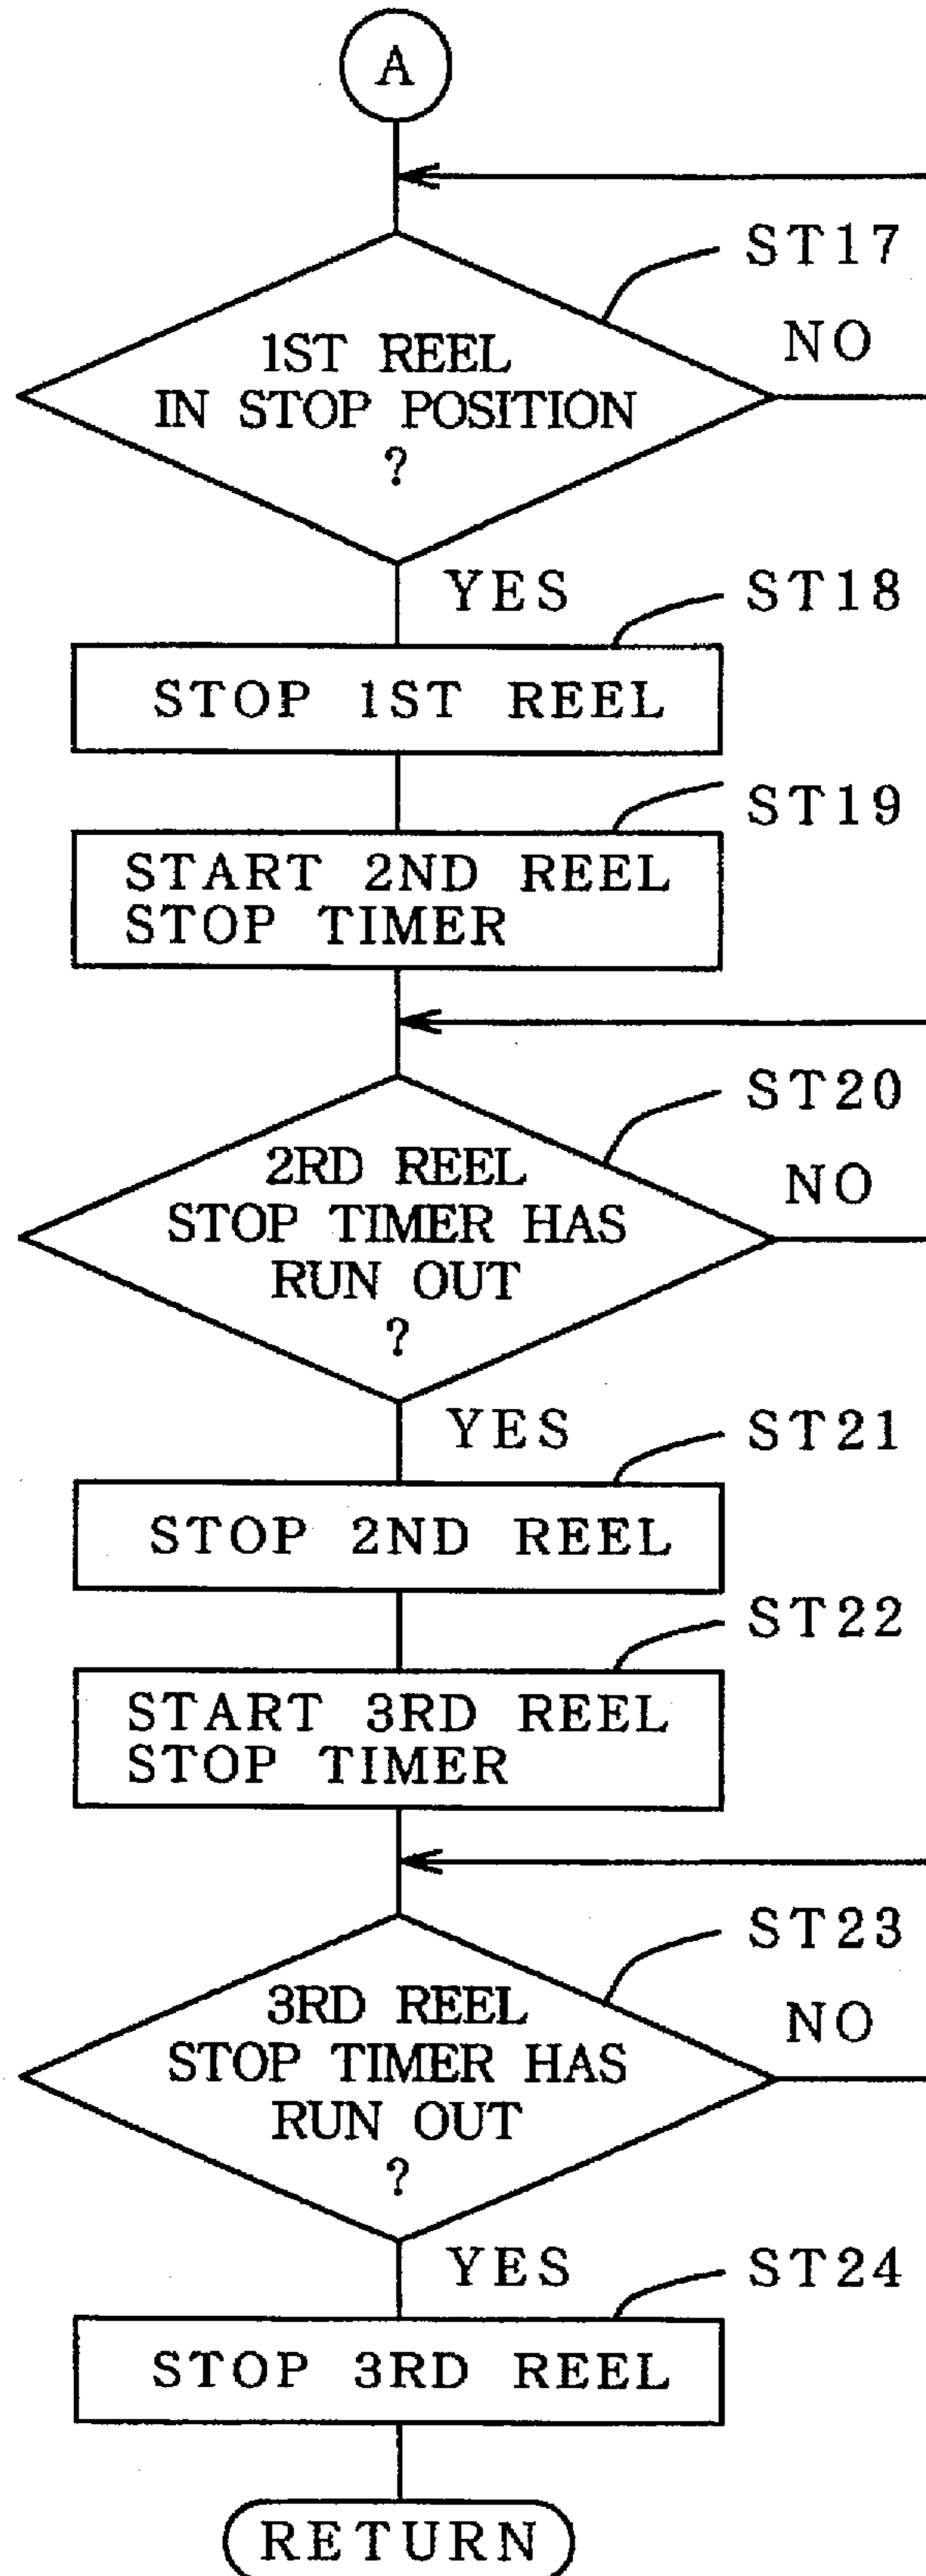 A
ST17
NO
1ST REEL
IN STOP POSITION
?
YES
ST18
STOP 1ST REEL
ST19
START 2ND REEL
STOP TIMER
ST20
NO
2RD REEL
STOP TIMER HAS
RUN OUT
?
YES
ST21
STOP 2ND REEL
ST22
START 3RD REEL
STOP TIMER
ST23
NO
3RD REEL
STOP TIMER HAS
RUN OUT
?
YES
ST24
STOP 3RD REEL
RETURN